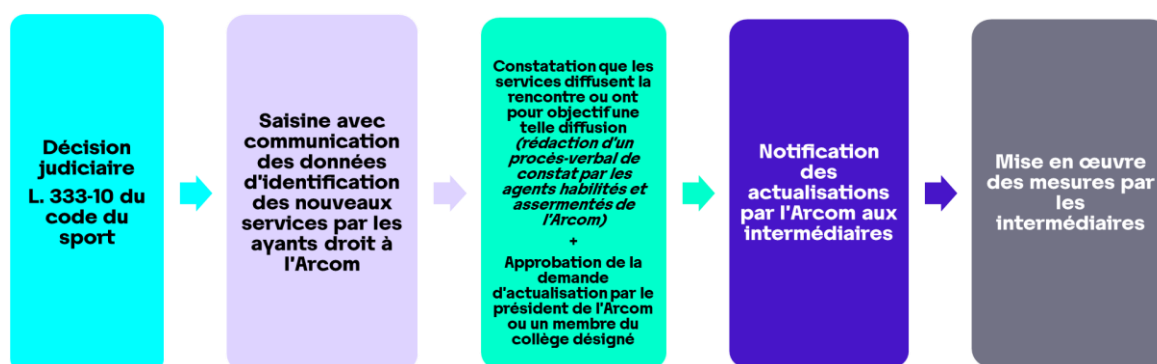 Décision
judiciaire
L. 333-10 du
code du
sport
Saisine avec
communication
des données
d'identification
des nouveaux
services par les
ayants droit à
l'Arcom
Constatation que les
services diffusent la
rencontre ou ont
pour objectif une
telle diffusion
(rédaction d'un
procès-verbal de
constat par les
agents habilités et
assermentés de
l'Arcom)
+
Approbation de la
demande
d'actualisation par le
président de l'Arcom
ou un membre du
collège désigné
Notification
des
actualisations
par l'Arcom aux
intermédiaires
Mise en œuvre
des mesures par
les
intermédiaires